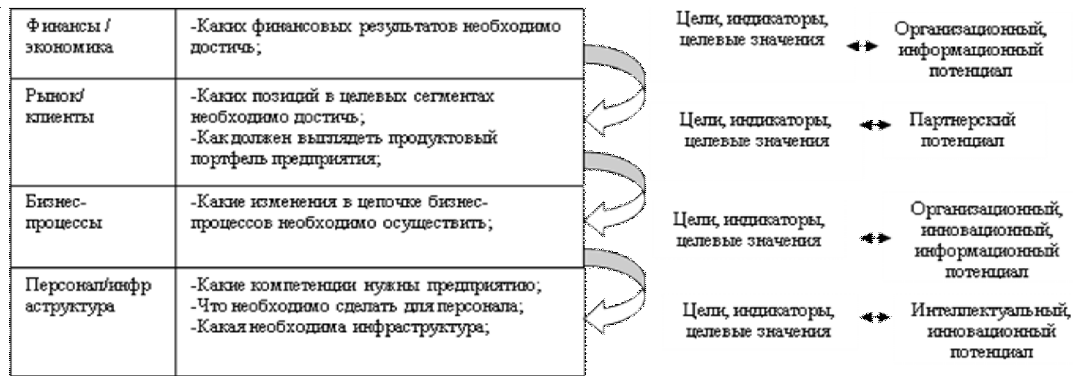 Финансы /
экономика
-Каких финансовых результатов необходимо
достичь;
Цели, индикаторы,
целевые значения
Организационный,
информационный
потенциал
Рынок/
клиенты
-Каких позиций в целевых сегментах
необходимо достичь;
-Как должен выглядеть продуктовый
портфель предприятия;
Цели, индикаторы,
целевые значения
Партнерский
потенциал
Бизнес-
процессы
-Какие изменения в цепочке бизнес-
процессов необходимо осуществить;
Цели, индикаторы,
целевые значения
Организационный,
инновационный,
информационный
потенциал
Персонал/инфр
аструктура
-Какие компетенции нужны предприятию;
-Что необходимо сделать для персонала;
-Какая необходима инфраструктура;
Цели, индикаторы,
целевые значения
Интеллектуальный,
инновационный
потенциал